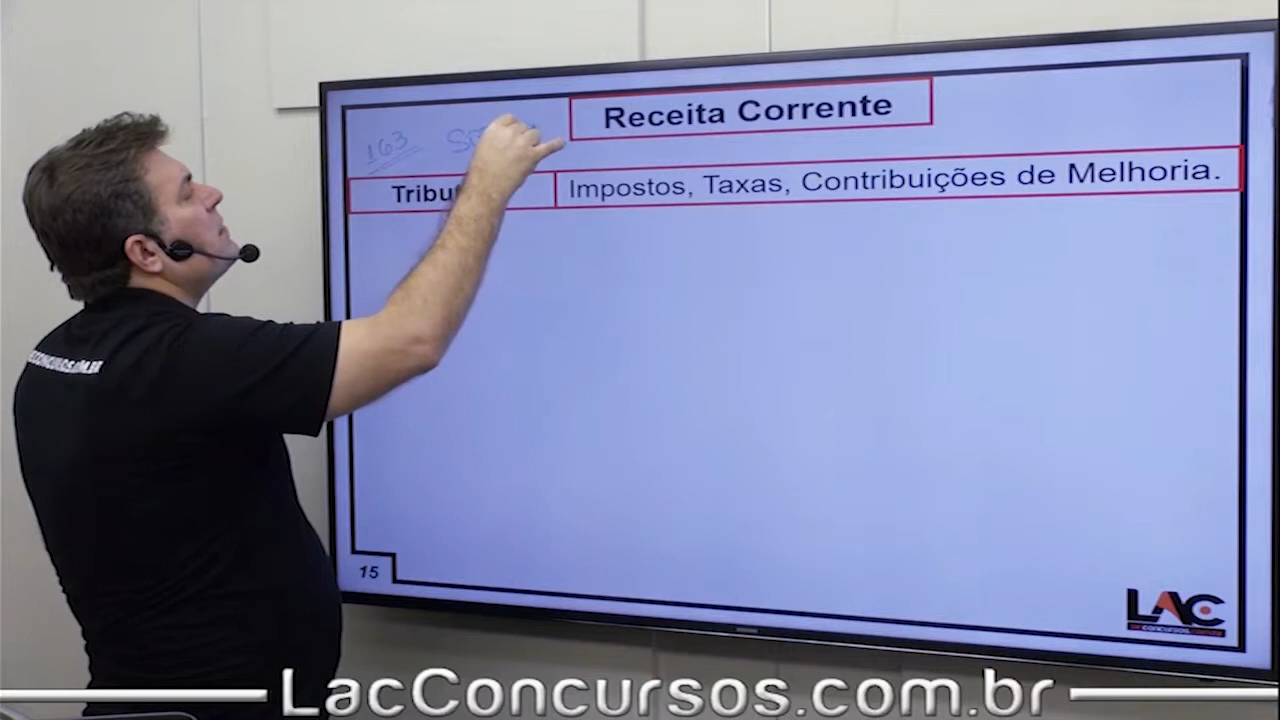 Receita Corrente
163
Impostos, Taxas, Contribuições de Melhoria.
15
LAC
LacConcursos.com.br